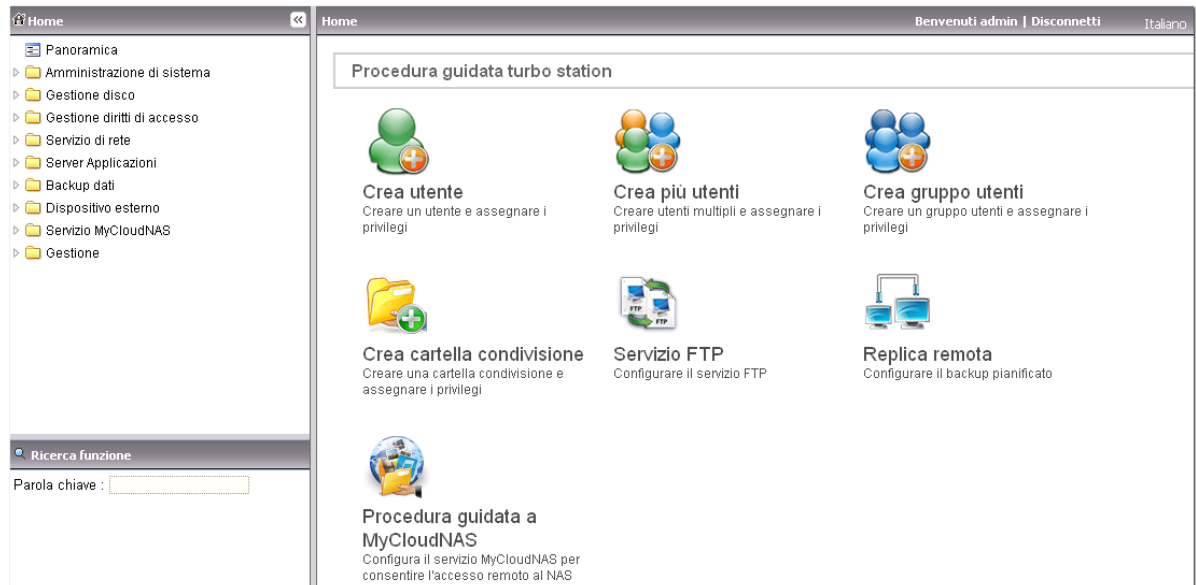 Home
Panoramica
Amministrazione di sistema
Gestione disco
Gestione diritti di accesso
Servizio di rete
Server Applicazioni
Backup dati
Dispositivo esterno
Servizio MyCloudNAS
Gestione
Ricerca funzione
Parola chiave :
Home
Benvenuti admin | Disconnetti
Italiano
Procedura guidata turbo station
Crea utente
Creare un utente e assegnare i
privilegi
Crea più utenti
Creare utenti multipli e assegnare i
privilegi
Crea gruppo utenti
Creare un gruppo utenti e assegnare i
privilegi
Crea cartella condivisione
Creare una cartella condivisione e
assegnare i privilegi
FTP
FTP
Servizio FTP
Configurare il servizio FTP
Replica remota
Configurare il backup pianificato
Procedura guidata a
MyCloudNAS
Configura il servizio MyCloudNAS per
consentire l'accesso remoto al NAS